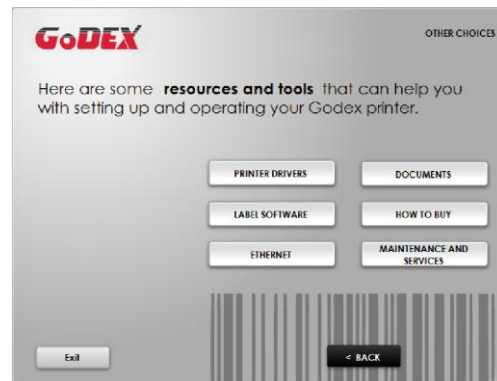 GoDEX
OTHER CHOICES
Here are some resources and tools that can help you
with setting up and operating your Godex printer.
PRINTER DRIVERS
DOCUMENTS
LABEL SOFTWARE
HOW TO BUY
ETHERNET
MAINTENANCE AND
SERVICES
Exit
< BACK